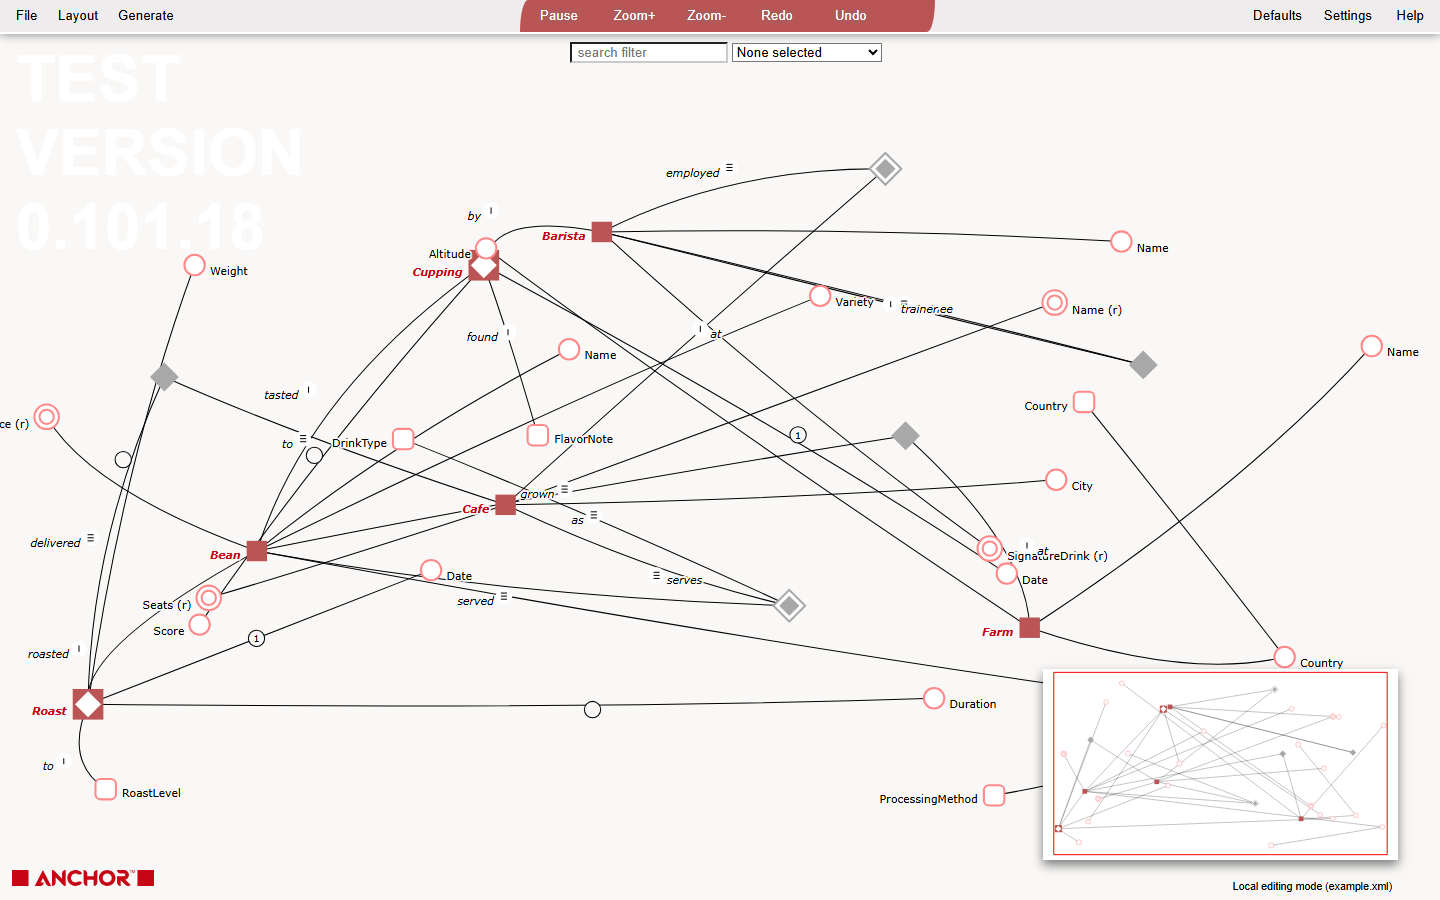 File Layout Generate Pause Zoom+ Zoom- Redo Undo Defaults Settings Help
search filter None selected
TEST
VERSION
0.101.18
employed
by
Barista
Altitude
Cupping
Name
Weight
Variety
Name (r)
found
at
Name
Name
tasted
Country
to
DrinkType
FlavorNote
1
ce (r)
City
grown-
Cafe
as
delivered
at
Bean
SignatureDrink (r)
Date
serves
Date
Seats (r)
served
Score
Farm
1
roasted
Country
Roast
Duration
to
RoastLevel
ProcessingMethod
ANCHOR
Local editing mode (example.xml)